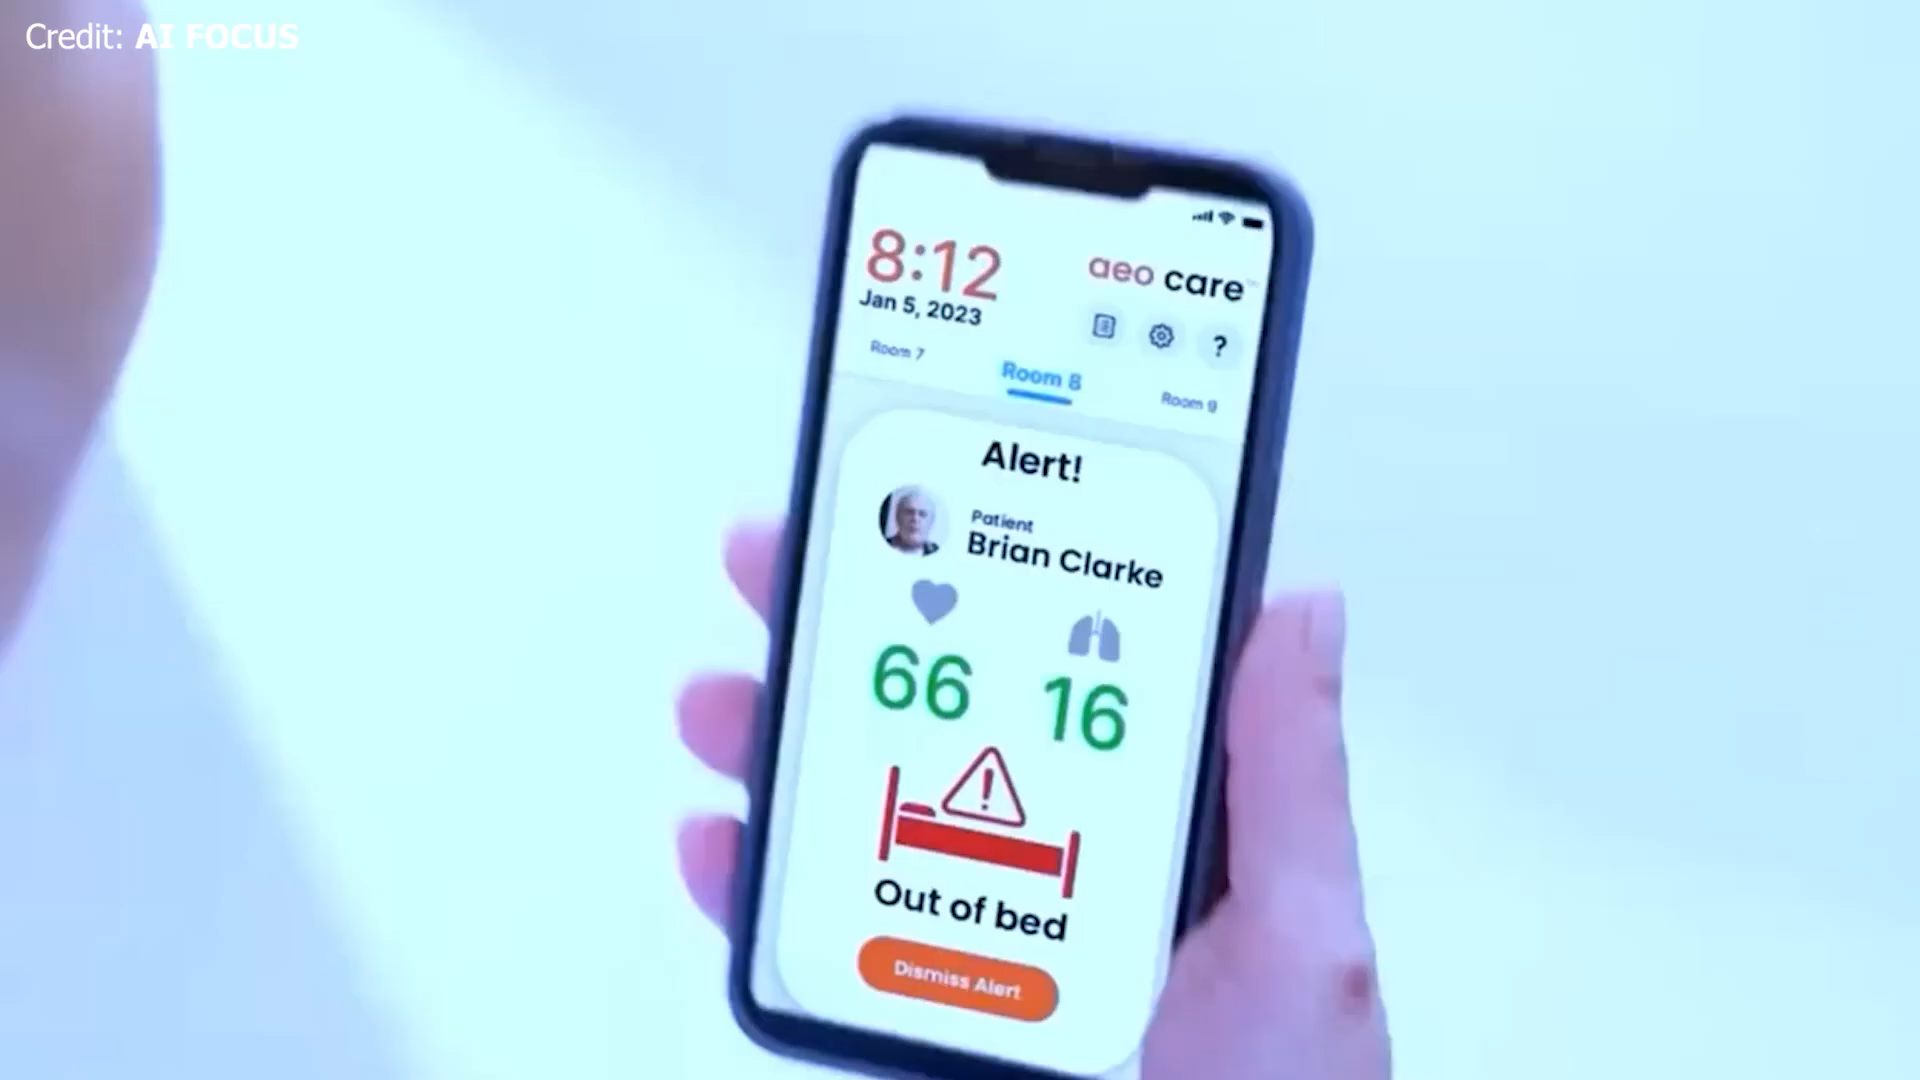 Credit: AI FOCUS
8:12
Jan 5, 2023
aeo care
?
Room 7
Room 8
Room 9
Alert!
Patient
Brian Clarke
66
16
!
Out of bed
Dismiss Alert